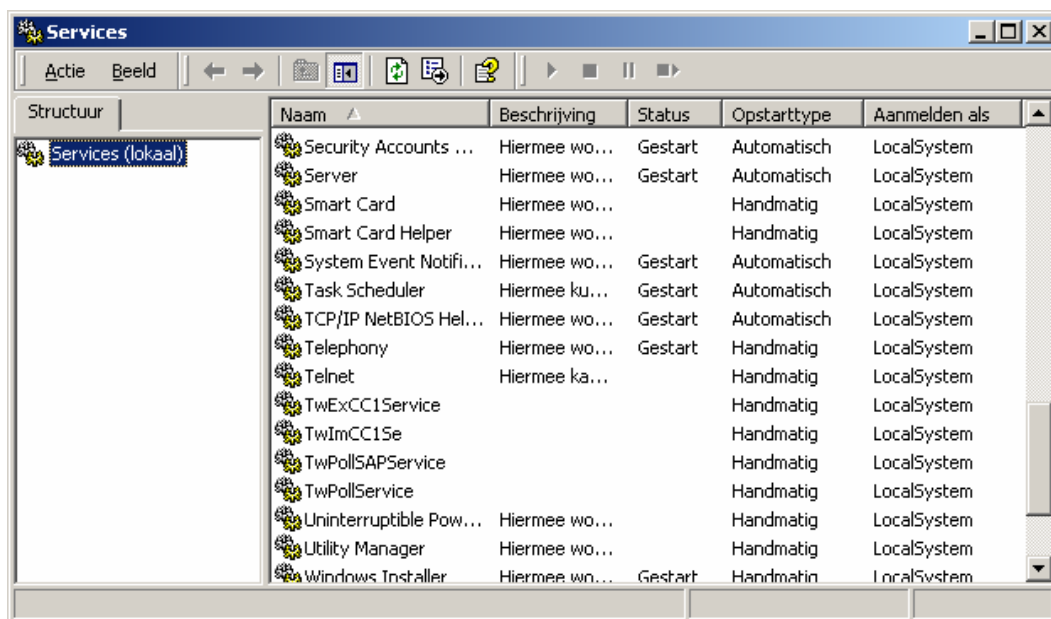 Services
Actie Beeld
Structuur
Services (lokaal)
Naam Beschrijving Status Opstarttype Aanmelden als
Security Accounts ... Hiermee wo... Gestart Automatisch LocalSystem
Server Hiermee wo... Gestart Automatisch LocalSystem
Smart Card Hiermee wo... Handmatig LocalSystem
Smart Card Helper Hiermee wo... Handmatig LocalSystem
System Event Notifi... Hiermee wo... Gestart Automatisch LocalSystem
Task Scheduler Hiermee ku... Gestart Automatisch LocalSystem
TCP/IP NetBIOS Hel... Hiermee wo... Gestart Automatisch LocalSystem
Telephony Hiermee wo... Gestart Handmatig LocalSystem
Telnet Hiermee ka... Handmatig LocalSystem
TwExCC1Service Handmatig LocalSystem
TwImCC1Se Handmatig LocalSystem
TwPollSAPService Handmatig LocalSystem
TwPollService Handmatig LocalSystem
Uninterruptible Pow... Hiermee wo... Handmatig LocalSystem
Utility Manager Hiermee wo... Handmatig LocalSystem
Windows Installer Hiermee wo... Gestart Handmatig LocalSystem